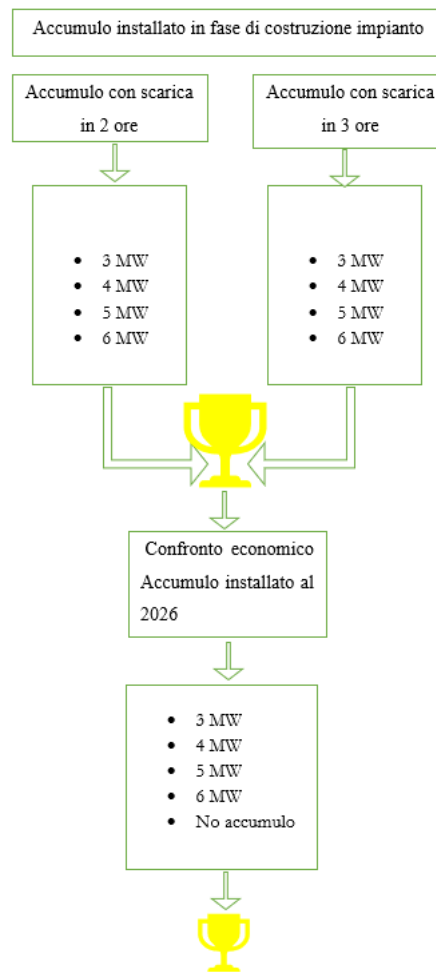 Accumulo installato in fase di costruzione impianto
Accumulo con scarica
in 2 ore
Accumulo con scarica
in 3 ore
• 3 MW
• 4 MW
• 5 MW
• 6 MW
• 3 MW
• 4 MW
• 5 MW
• 6 MW
Confronto economico
Accumulo installato al
2026
• 3 MW
• 4 MW
• 5 MW
• 6 MW
• No accumulo